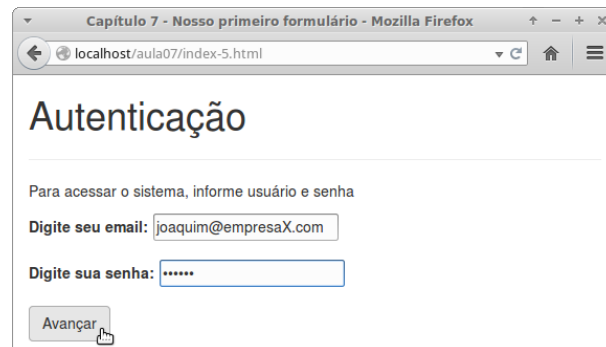 Capítulo 7 - Nosso primeiro formulário - Mozilla Firefox
localhost/aula07/index-5.html
Autenticação
Para acessar o sistema, informe usuário e senha
Digite seu email: joaquim@empresaX.com
Digite sua senha: ••••••
Avançar